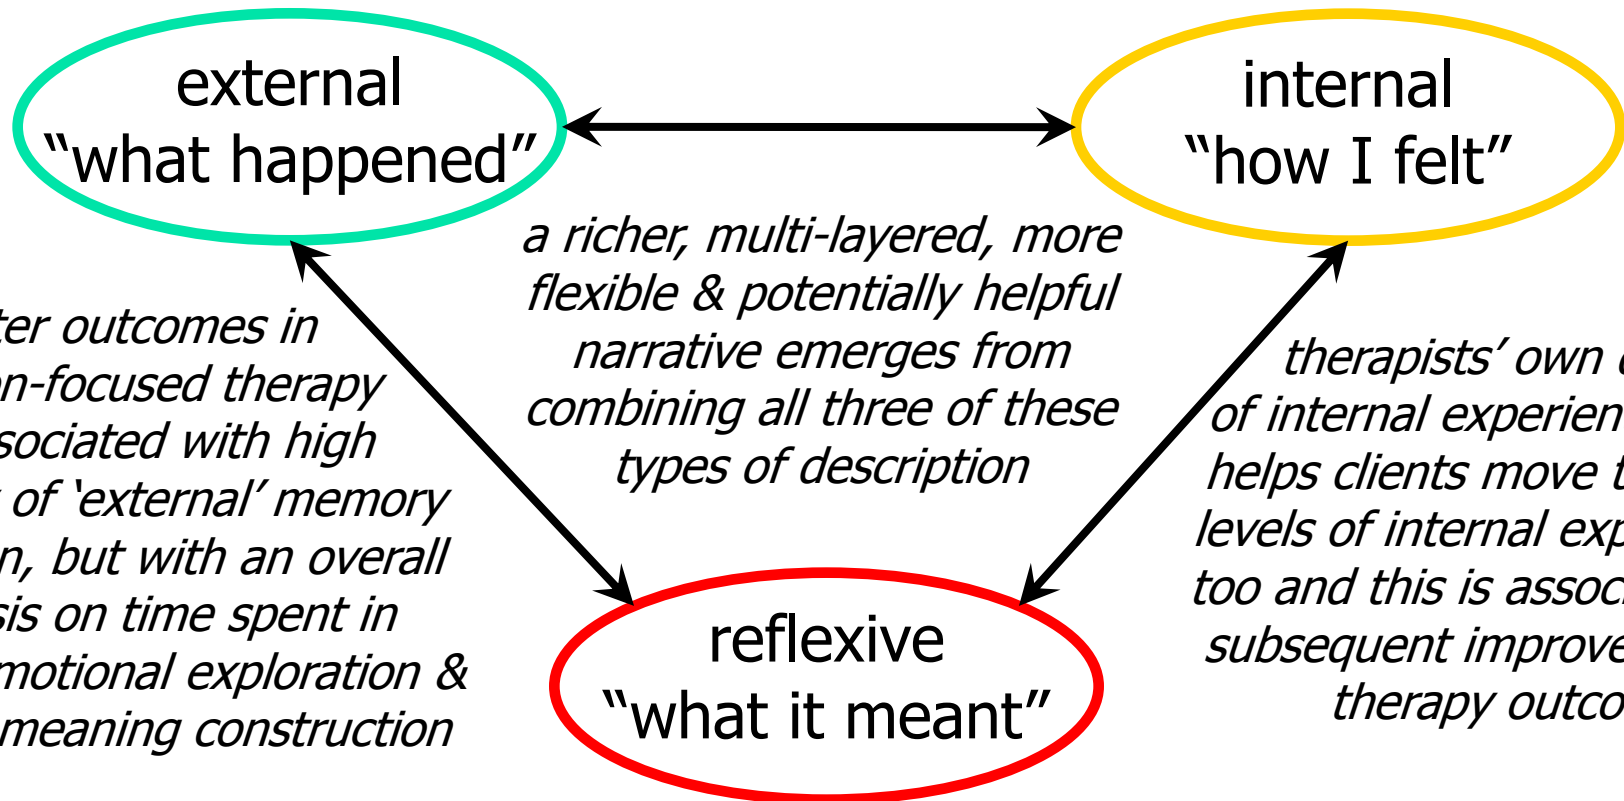 external
“what happened”
internal
“how I felt”
a richer, multi-layered, more
flexible & potentially helpful
narrative emerges from
combining all three of these
types of description
outcomes in
therapy
with high
of ‘external’ memory
but with an overall
on time spent in
exploration &
meaning construction
therapists’ own
of internal
helps clients move
levels of internal
too and this is
subsequent
therapy
reflexive
“what it meant”